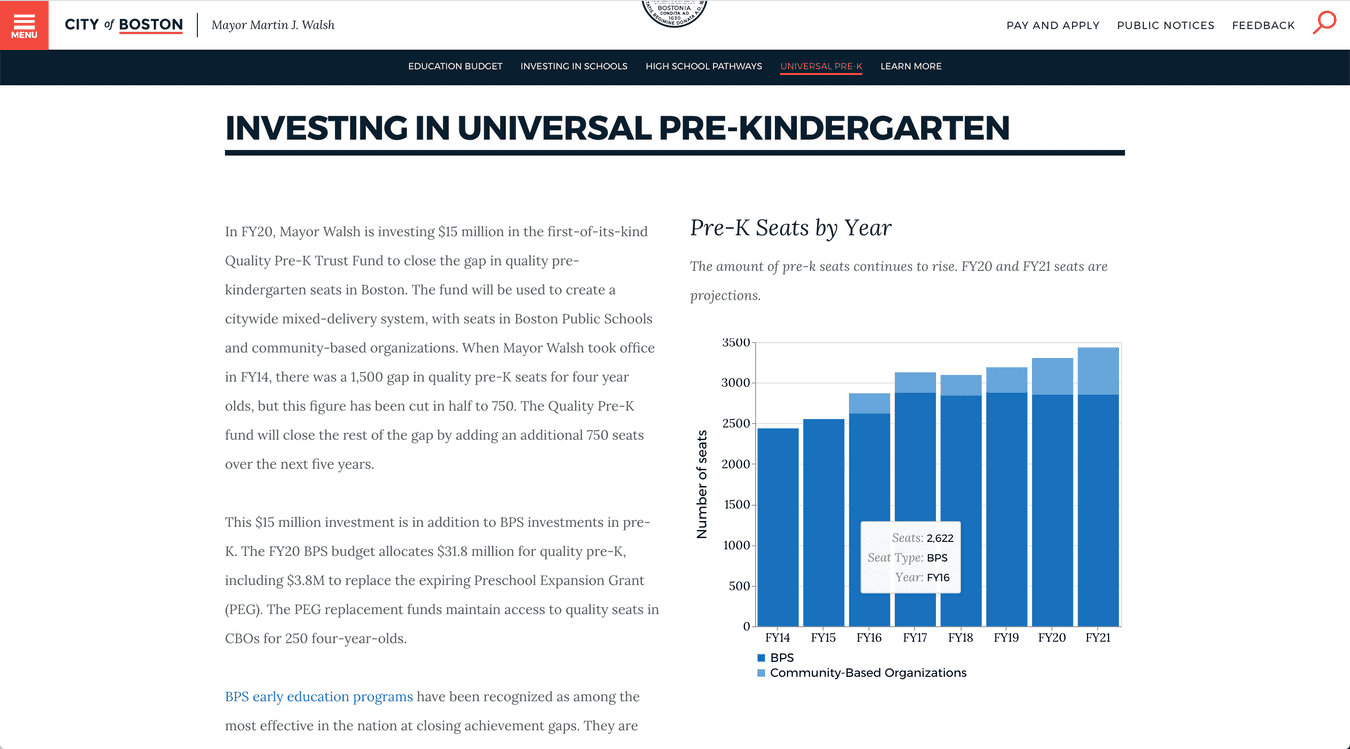 MENU
CITY of BOSTON
Mayor Martin J. Walsh
BOSTONIA
CONDITA AD
1630
PAY AND APPLY
PUBLIC NOTICES
FEEDBACK
EDUCATION BUDGET
INVESTING IN SCHOOLS
HIGH SCHOOL PATHWAYS
UNIVERSAL PRE-K
LEARN MORE
INVESTING IN UNIVERSAL PRE-KINDERGARTEN
In FY20, Mayor Walsh is investing $15 million in the first-of-its-kind
Quality Pre-K Trust Fund to close the gap in quality pre-
kindergarten seats in Boston. The fund will be used to create a
citywide mixed-delivery system, with seats in Boston Public Schools
and community-based organizations. When Mayor Walsh took office
in FY14, there was a 1,500 gap in quality pre-K seats for four year
olds, but this figure has been cut in half to 750. The Quality Pre-K
fund will close the rest of the gap by adding an additional 750 seats
over the next five years.
This $15 million investment is in addition to BPS investments in pre-
K. The FY20 BPS budget allocates $31.8 million for quality pre-K,
including $3.8M to replace the expiring Preschool Expansion Grant
(PEG). The PEG replacement funds maintain access to quality seats in
CBOs for 250 four-year-olds.
BPS early education programs have been recognized as among the
most effective in the nation at closing achievement gaps. They are
Pre-K Seats by Year
The amount of pre-k seats continues to rise. FY20 and FY21 seats are
projections.
Number of seats
3500
3000
2500
2000
1500
1000
500
0
Seats: 2,622
Seat Type: BPS
Year: FY16
FY14 FY15 FY16 FY17 FY18 FY19 FY20 FY21
BPS
Community-Based Organizations